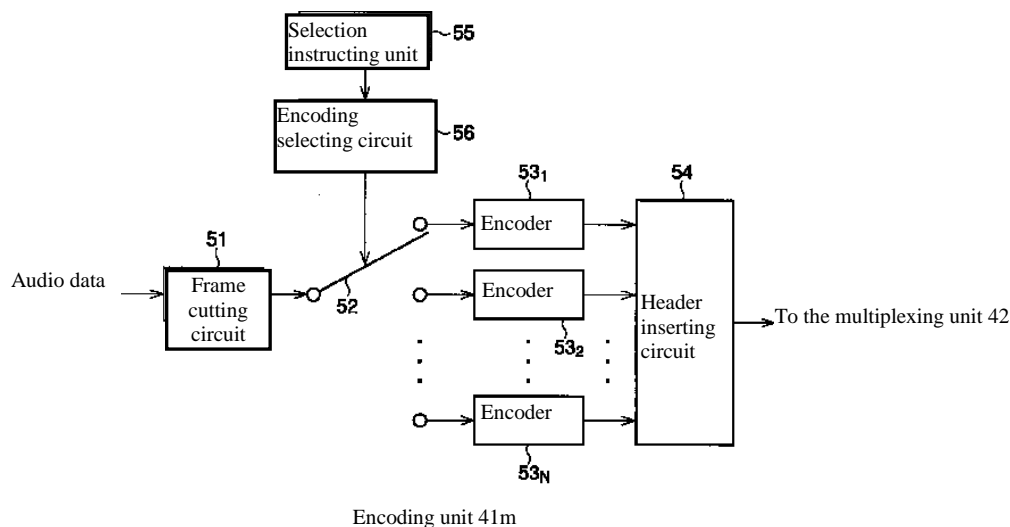 Selection
instructing unit
55
Encoding
selecting circuit
56
53₁
54
Encoder
51
Audio data
Frame
cutting
circuit
52
Encoder
53₂
Header
inserting
circuit
To the multiplexing unit 42
Encoder
53N
Encoding unit 41m